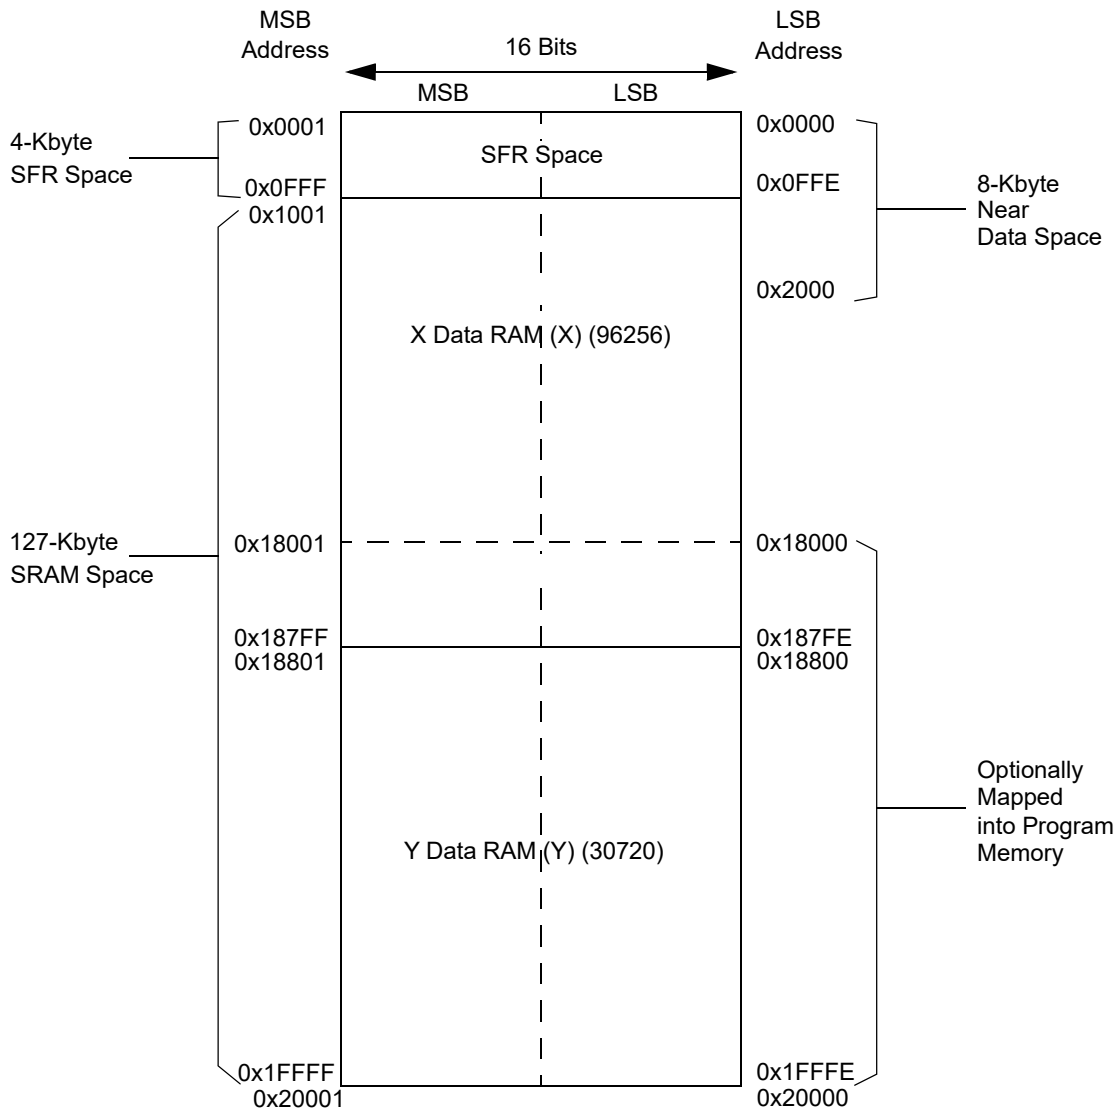 MSB
Address
LSB
Address
16 Bits
MSB
LSB
4-Kbyte
SFR Space
0x0001
0x0FFF
0x1001
SFR Space
0x0000
0x0FFE
0x2000
8-Kbyte
Near
Data Space
X Data RAM (X) (96256)
127-Kbyte
SRAM Space
0x18001
0x18000
0x187FF
0x18801
0x187FE
0x18800
Optionally
Mapped
into Program
Memory
Y Data RAM (Y) (30720)
0x1FFFF
0x20001
0x1FFFE
0x20000